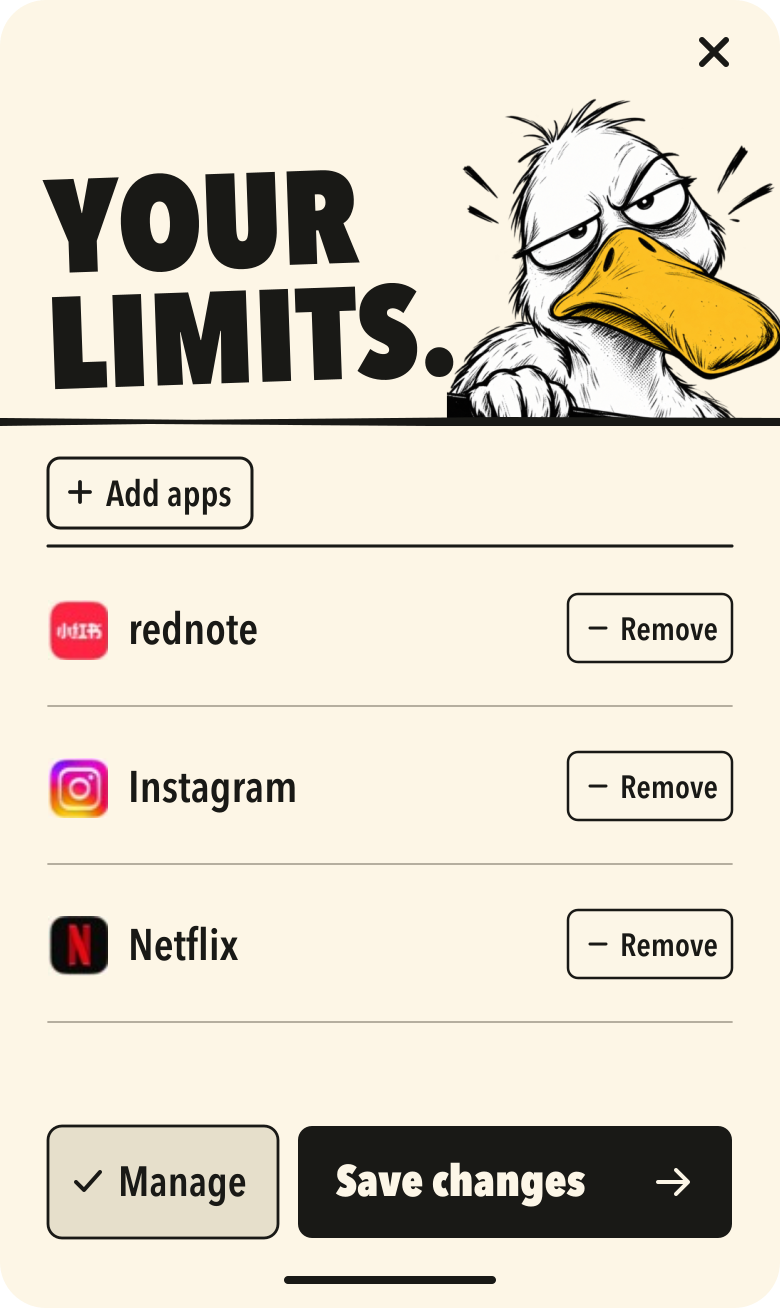 YOUR
LIMITS.
Add apps
小红书
rednote
Remove
Instagram
Remove
N
Netflix
Remove
Manage
Save changes